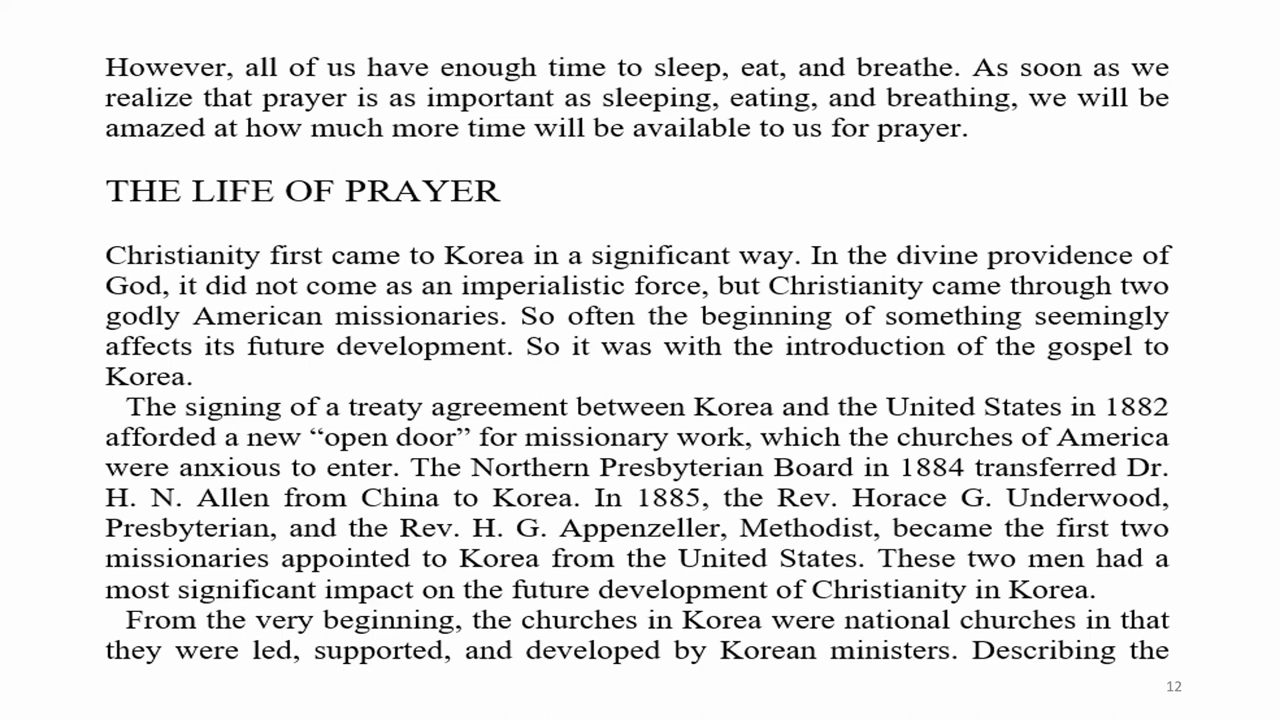 However, all of us have enough time to sleep, eat, and breathe. As soon as we
realize that prayer is as important as sleeping, eating, and breathing, we will be
amazed at how much more time will be available to us for prayer.
THE LIFE OF PRAYER
Christianity first came to Korea in a significant way. In the divine providence of
God, it did not come as an imperialistic force, but Christianity came through two
godly American missionaries. So often the beginning of something seemingly
affects its future development. So it was with the introduction of the gospel to
Korea.
The signing of a treaty agreement between Korea and the United States in 1882
afforded a new “open door” for missionary work, which the churches of America
were anxious to enter. The Northern Presbyterian Board in 1884 transferred Dr.
H. N. Allen from China to Korea. In 1885, the Rev. Horace G. Underwood,
Presbyterian, and the Rev. H. G. Appenzeller, Methodist, became the first two
missionaries appointed to Korea from the United States. These two men had a
most significant impact on the future development of Christianity in Korea.
From the very beginning, the churches in Korea were national churches in that
they were led, supported, and developed by Korean ministers. Describing the
12